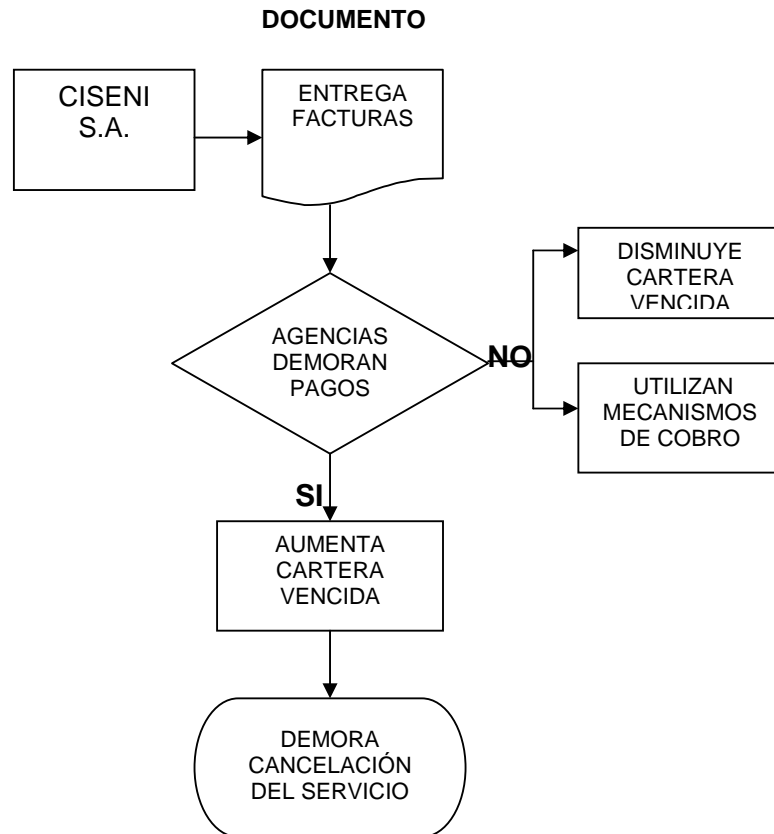 DOCUMENTO
CISENI
S.A.
ENTREGA
FACTURAS
AGENCIAS
DEMORAN
PAGOS
NO
DISMINUYE
CARTERA
VENCIDA
UTILIZAN
MECANISMOS
DE COBRO
SI
AUMENTA
CARTERA
VENCIDA
DEMORA
CANCELACIÓN
DEL SERVICIO